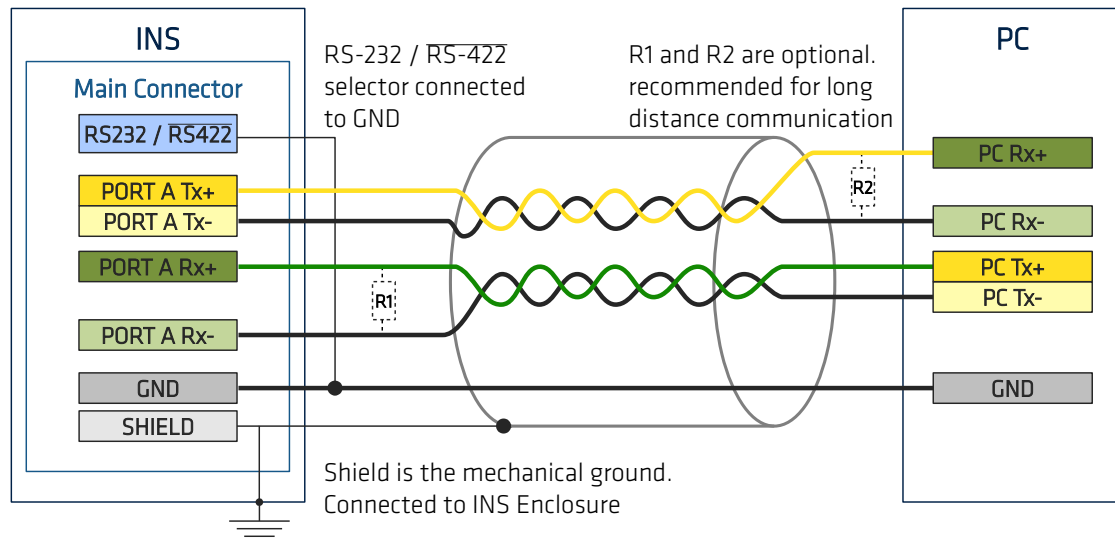 INS
PC
RS-232 / RS-422
selector connected
to GND
R1 and R2 are optional.
recommended for long
distance communication
Main Connector
RS232 / RS422
PORT A Tx+
PORT A Tx-
PORT A Rx+
PORT A Rx-
GND
SHIELD
R1
R2
PC Rx+
PC Rx-
PC Tx+
PC Tx-
GND
Shield is the mechanical ground.
Connected to INS Enclosure